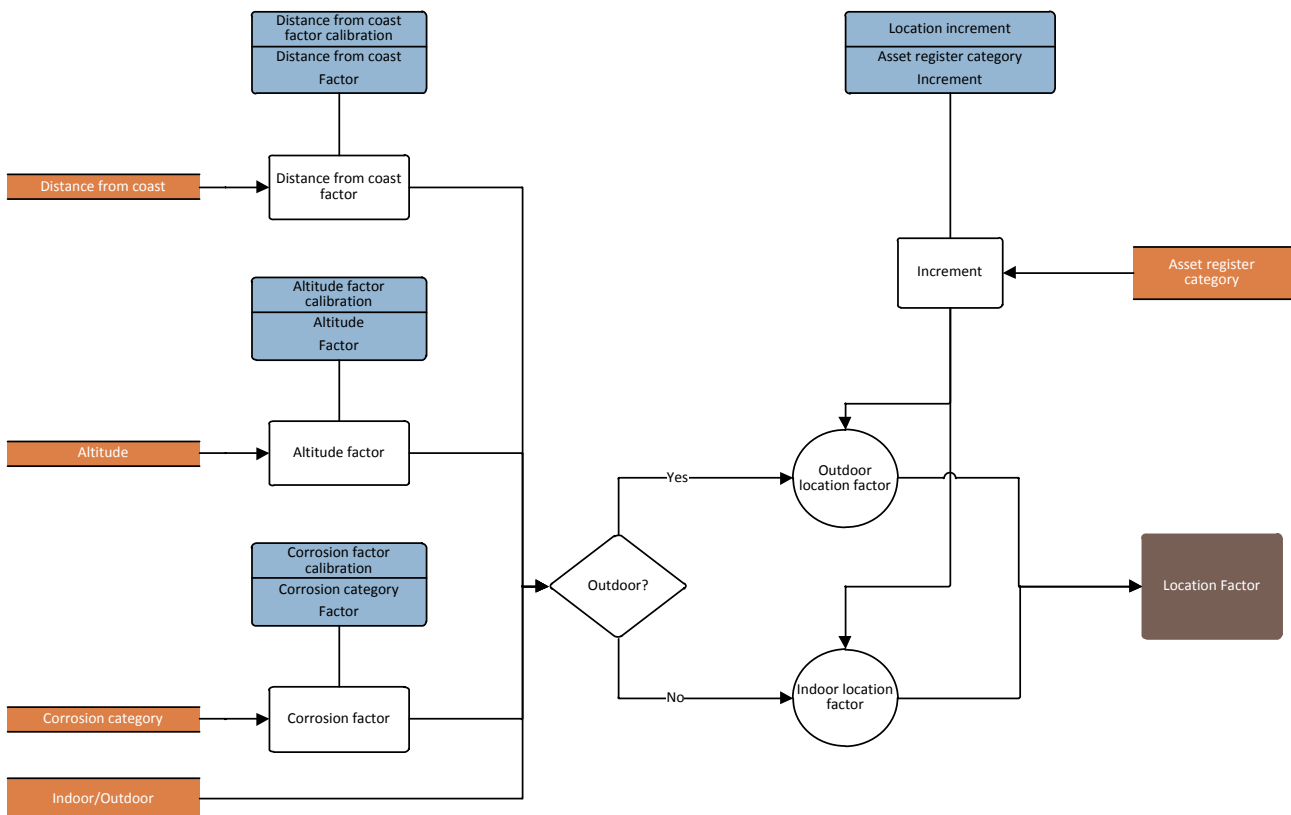 Distance from coast
factor calibration
Distance from coast
Factor
Location increment
Asset register category
Increment
Distance from coast
Distance from coast
factor
Increment
Asset register
category
Altitude factor
calibration
Altitude
Factor
Altitude
Altitude factor
Yes
Outdoor
location factor
Corrosion factor
calibration
Corrosion category
Factor
Outdoor?
Location Factor
No
Indoor location
factor
Corrosion category
Corrosion factor
Indoor/Outdoor